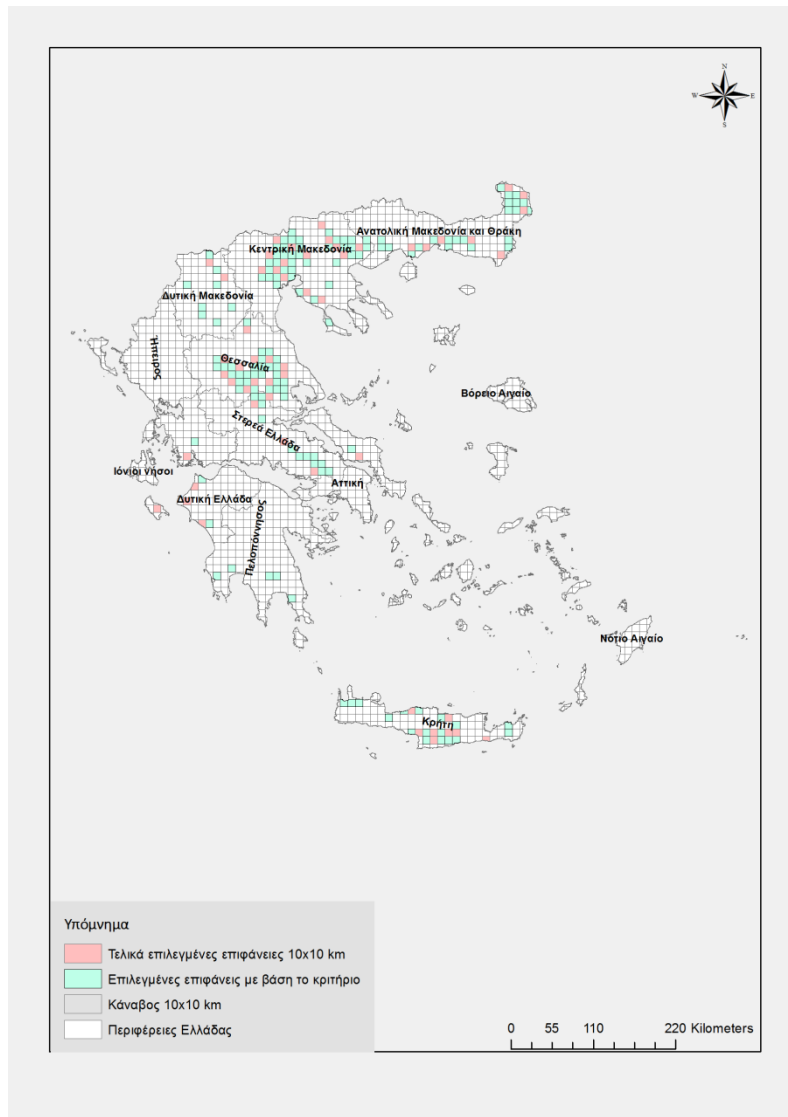 N
W E
S
Ανατολική Μακεδονία και Θράκη
Κεντρική Μακεδονία
Δυτική Μακεδονία
Ήπειρος
Θεσσαλία
Βόρειο Αιγαίο
Στερεά Ελλάδα
Ιόνιοι νήσοι
Αττική
Δυτική Ελλάδα
Πελοπόννησος
Νότιο Αιγαίο
Κρήτη
Υπόμνημα
Τελικά επιλεγμένες επιφάνειες 10x10 km
Επιλεγμένες επιφάνεις με βάση το κριτήριο
Κάναβος 10x10 km
Περιφέρειες Ελλάδας
0 55 110 220 Kilometers